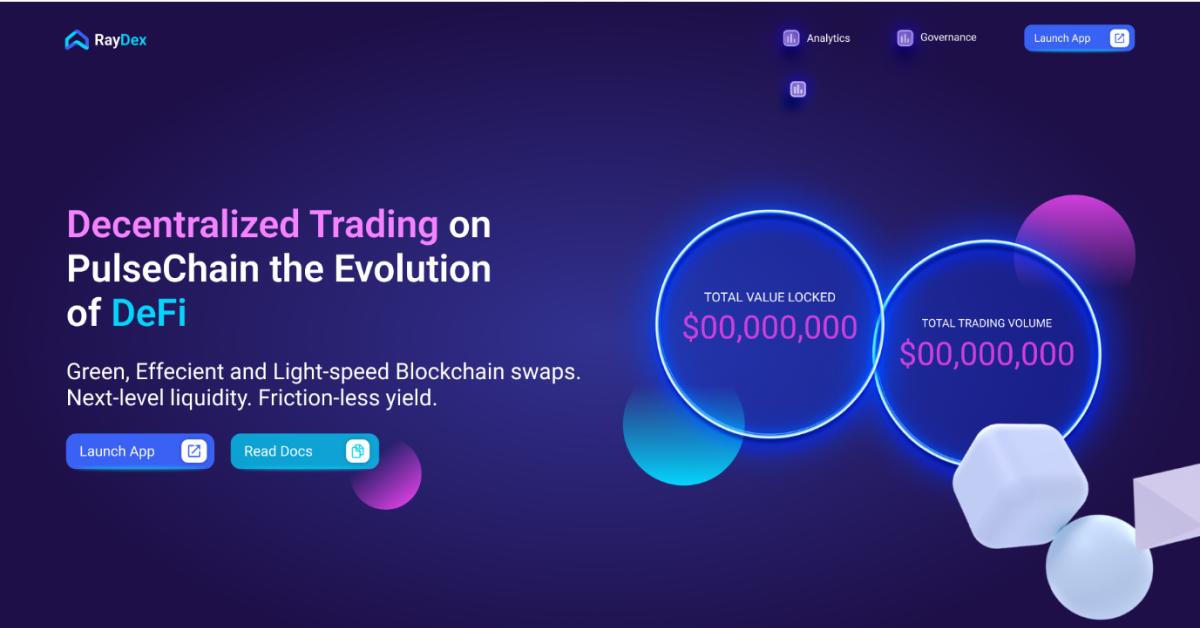 RayDex
Analytics
Governance
Launch App
Decentralized Trading on
PulseChain the Evolution
of DeFi
Green, Effecient and Light-speed Blockchain swaps.
Next-level liquidity. Friction-less yield.
Launch App
Read Docs
TOTAL VALUE LOCKED
$00,000,000
TOTAL TRADING VOLUME
$00,000,000